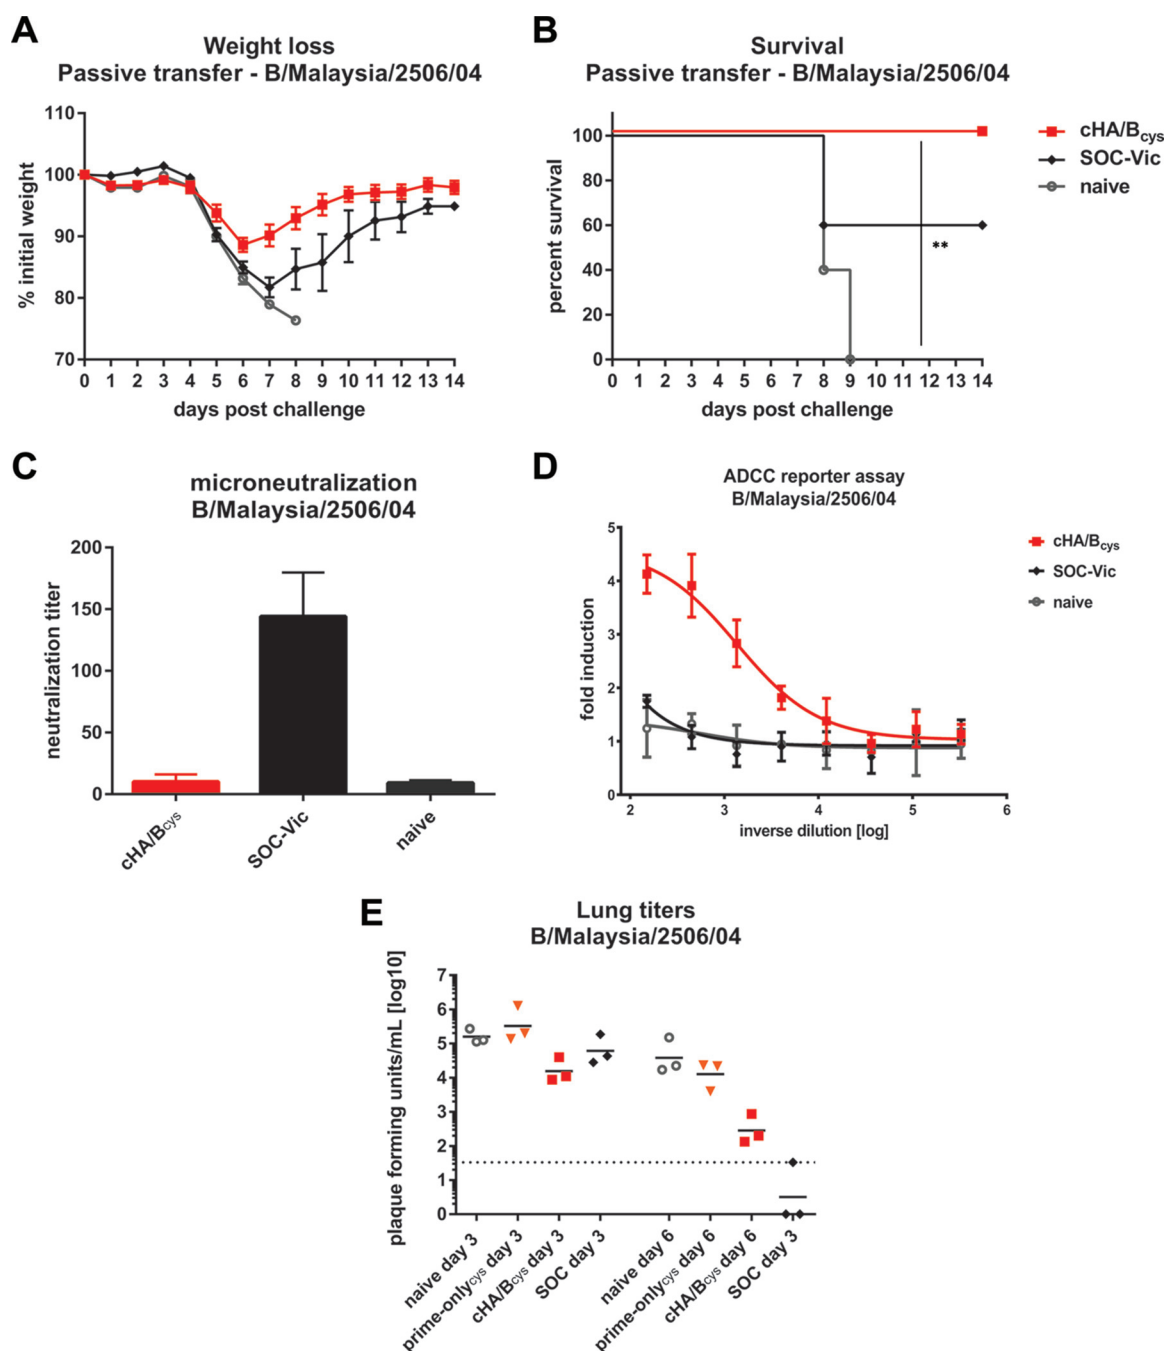 A
Weight loss
Passive transfer - B/Malaysia/2506/04
110
100
90
80
70
% initial weight
0 1 2 3 4 5 6 7 8 9 10 11 12 13 14
days post challenge
B
Survival
Passive transfer - B/Malaysia/2506/04
100
80
60
40
20
0
percent survival
**
0 1 2 3 4 5 6 7 8 9 10 11 12 13 14
days post challenge
cHA/Bcys
SOC-Vic
naive
C
microneutralization
B/Malaysia/2506/04
200
150
100
50
0
neutralization titer
cHA/Bcys
SOC-Vic
naive
D
ADCC reporter assay
B/Malaysia/2506/04
5
4
3
2
1
0
fold induction
2 3 4 5 6
inverse dilution [log]
cHA/Bcys
SOC-Vic
naive
E
Lung titers
B/Malaysia/2506/04
7
6
5
4
3
2
1
0
plaque forming units/mL [log10]
naive day 3
prime-onlycys day 3
cHA/Bcys day 3
SOC day 3
naive day 6
prime-onlycys day 6
cHA/Bcys day 6
SOC day 3